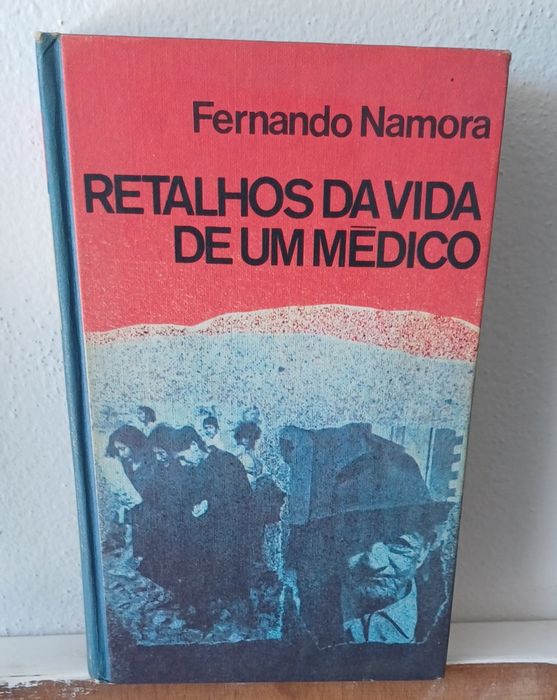 Fernando Namora
RETALHOS DA VIDA
DE UM MÉDICO